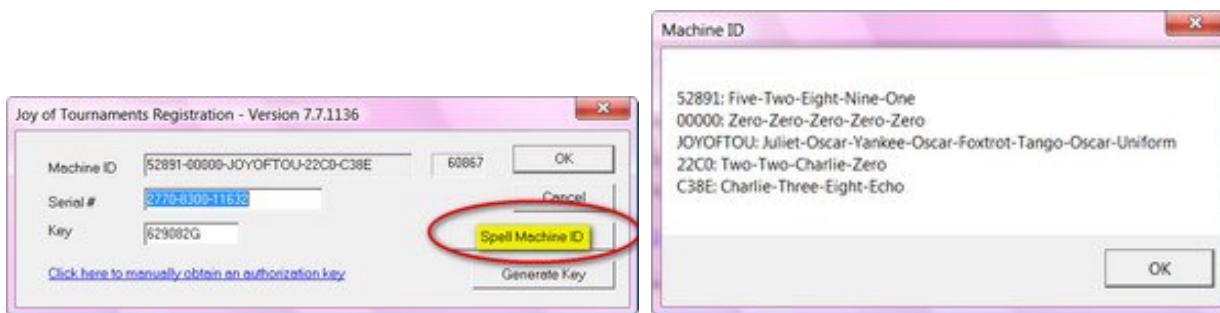 Joy of Tournaments Registration - Version 7.7.1136
Machine ID 52891-00000-JOYOFTOU-22C0-C38E 60867 OK
Serial # 2770-8300-11632 Cancel
Key 629082G Spell Machine ID
Click here to manually obtain an authorization key Generate Key
Machine ID
52891: Five-Two-Eight-Nine-One
00000: Zero-Zero-Zero-Zero-Zero
JOYOFTOU: Juliet-Oscar-Yankee-Oscar-Foxtrot-Tango-Oscar-Uniform
22C0: Two-Two-Charlie-Zero
C38E: Charlie-Three-Eight-Echo
OK